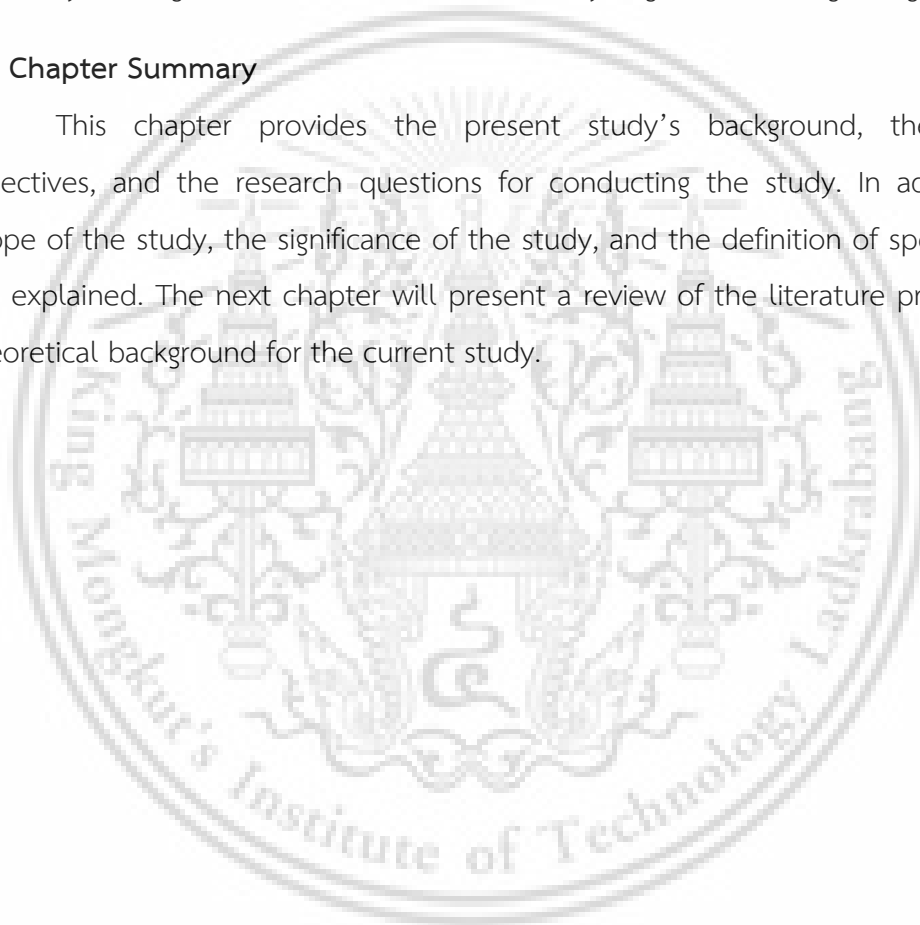 Chapter Summary
This chapter provides the present study's background, the
ectives, and the research questions for conducting the study. In ac
ope of the study, the significance of the study, and the definition of spe
explained. The next chapter will present a review of the literature pr
eoretical background for the current study.
King Mongkut's Institute of Technology Ladkrabang